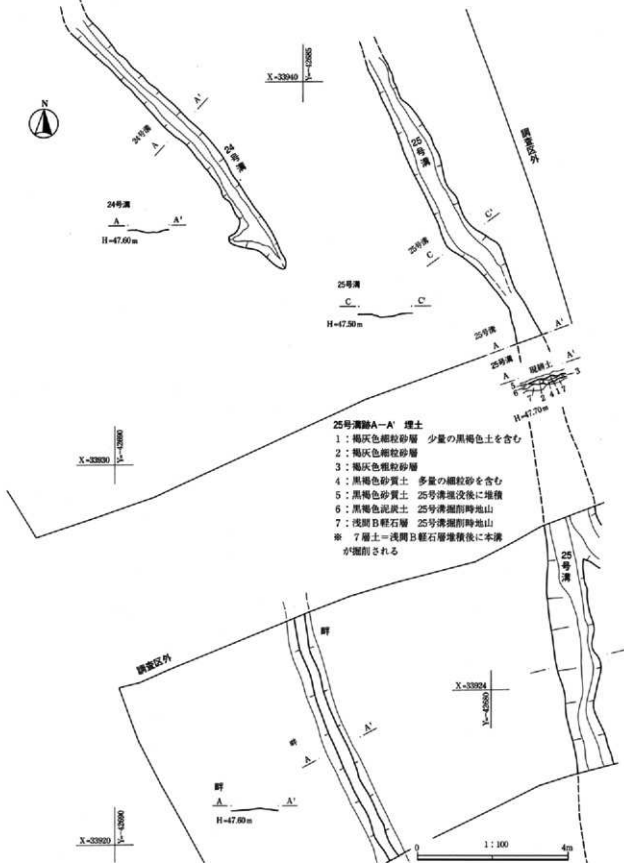 N
X=33940
Y=-42685
24号溝
A
A'
24号溝
24号溝
A A'
H=47.60m
25号溝
調査区外
25号溝
C
C'
25号溝
C C'
H=47.50m
25号溝
A
A'
25号溝
A
現耕土
A'
5
6
7 2 4 1 7
3
H=47.70m
25号溝跡A-A' 埋土
1:褐灰色細粒砂層 少量の黒褐色土を含む
2:褐灰色細粒砂層
3:褐灰色粗粒砂層
4:黒褐色砂質土 多量の細粒砂を含む
5:黒褐色砂質土 25号溝埋没後に堆積
6:黒褐色泥炭土 25号溝掘削時地山
7:浅間B軽石層 25号溝掘削時地山
※ 7層土=浅間B軽石層堆積後に本溝
が掘削される
X=33930
Y=-42690
25号溝
畔
調査区外
X=33924
Y=-42680
畔
A
A'
畔
A A'
H=47.60m
X=33920
Y=-42690
0 1:100 4m